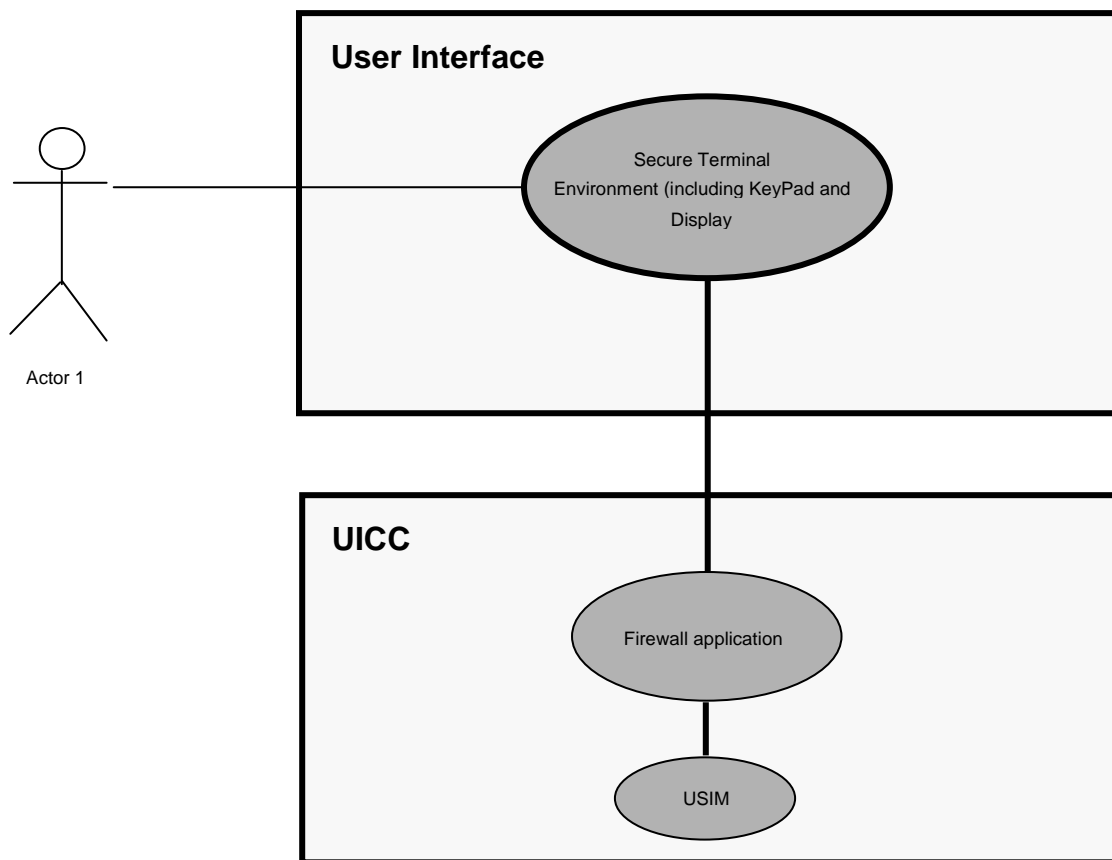 User Interface
Secure Terminal
Environment (including KeyPad and
Display
Actor 1
UICC
Firewall application
USIM